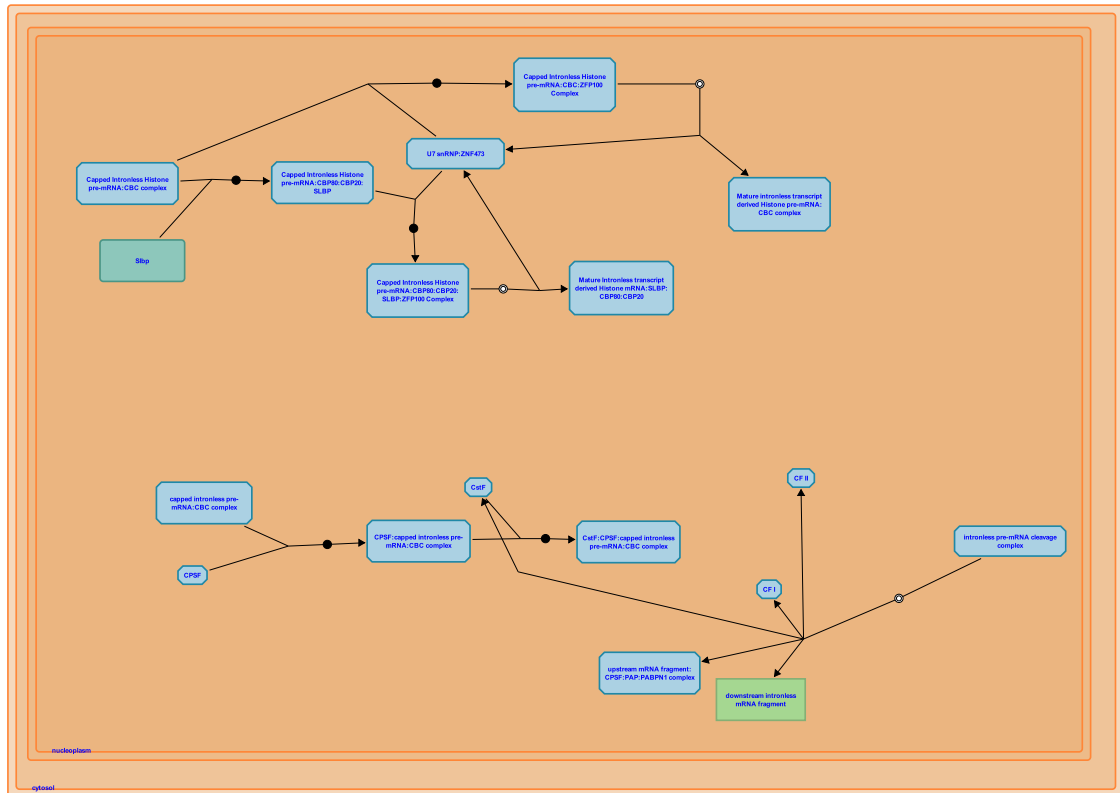 Capped Intronless Histone
pre-mRNA:CBC:ZFP100
Complex
U7 snRNP:ZNF473
Capped Intronless Histone
pre-mRNA:CBC complex
Capped Intronless Histone
pre-mRNA:CBP80:CBP20:
SLBP
Mature intronless transcript
derived Histone pre-mRNA:
CBC complex
Slbp
Capped Intronless Histone
pre-mRNA:CBP80:CBP20:
SLBP:ZFP100 Complex
Mature Intronless transcript
derived Histone mRNA:SLBP:
CBP80:CBP20
capped intronless pre-
mRNA:CBC complex
CstF
CF II
CPSF:capped intronless pre-
mRNA:CBC complex
CstF:CPSF:capped intronless
pre-mRNA:CBC complex
intronless pre-mRNA cleavage
complex
CPSF
CF I
upstream mRNA fragment:
CPSF:PAP:PABPN1 complex
downstream intronless
mRNA fragment
nucleoplasm
cytosol